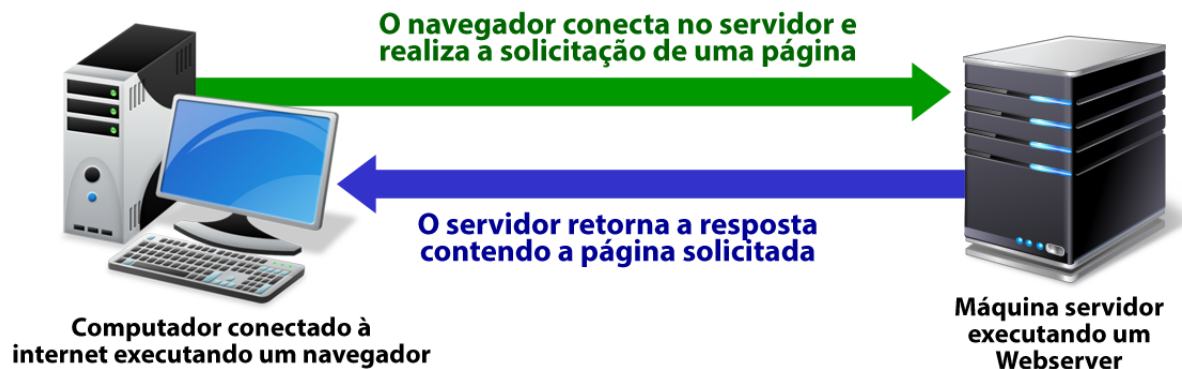 O navegador conecta no servidor e
realiza a solicitação de uma página
O servidor retorna a resposta
contendo a página solicitada
Computador conectado à
internet executando um navegador
Máquina servidor
executando um
Webserver